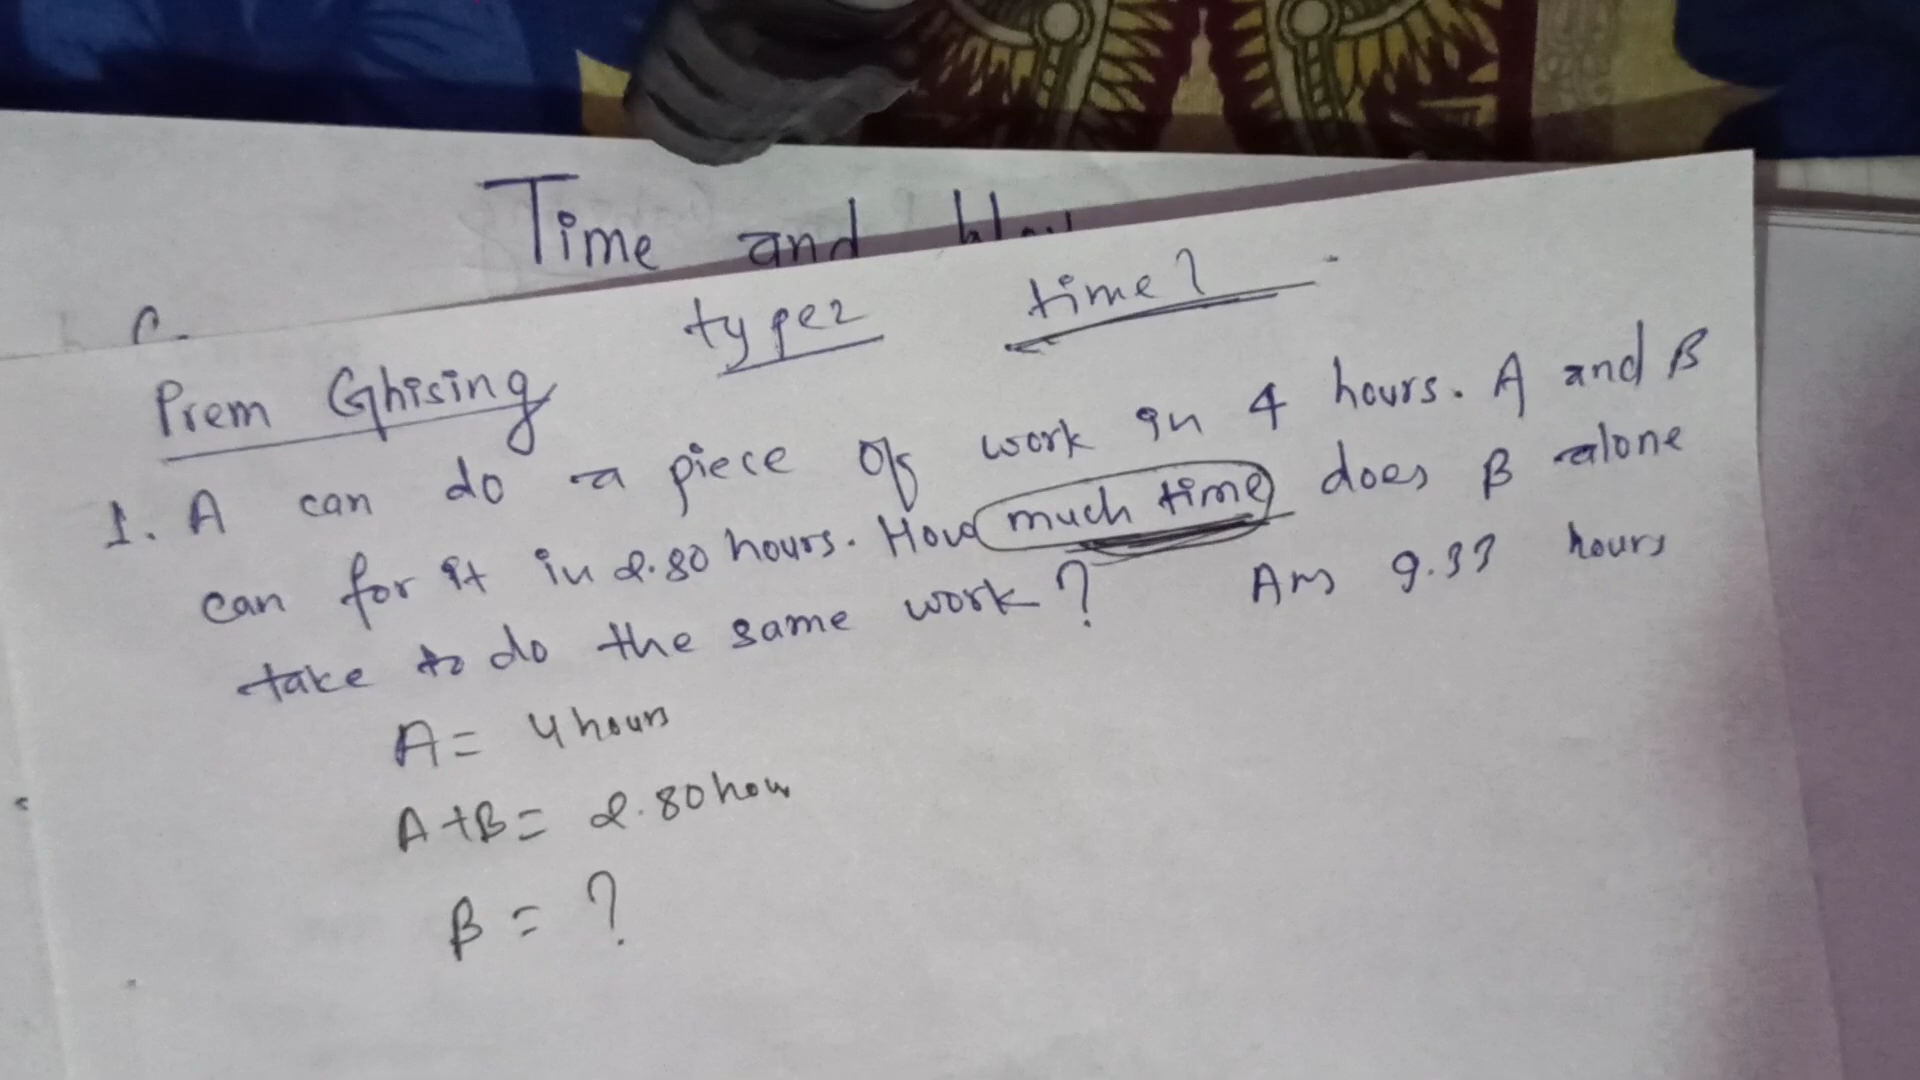 Time and
type2 time?
Prem Ghising
1. A can do a piece of work in 4 hours. A and B
can for it in 2.80 hours. How much time does B alone
take to do the same work? Ans 9.33 hours
A = 4 hours
A+B = 2.80 hour
B = ?